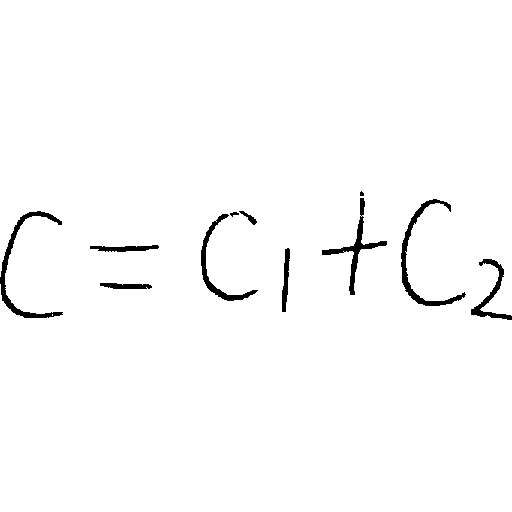 C = C₁ + C₂